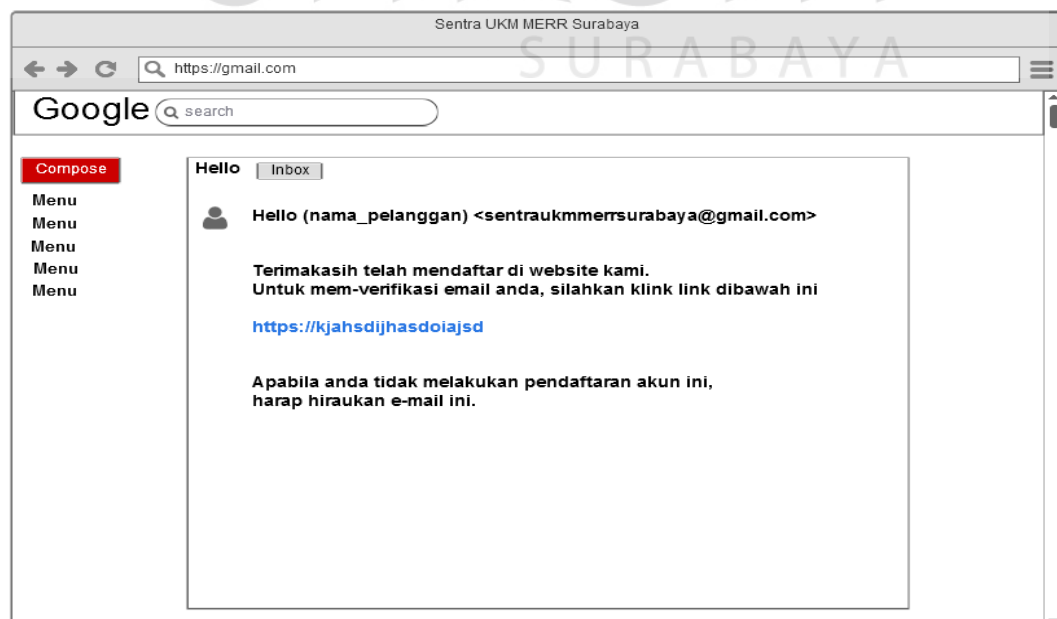 Sentra UKM MERR Surabaya
SURABAYA
https://gmail.com
Google search
Compose
Hello Inbox
Menu
Menu
Menu
Menu
Menu
Hello (nama_pelanggan) <sentraukmmerrsurabaya@gmail.com>
Terimakasih telah mendaftar di website kami.
Untuk mem-verifikasi email anda, silahkan klink link dibawah ini
https://kjahsdijhasdoiajsd
Apabila anda tidak melakukan pendaftaran akun ini,
harap hiraukan e-mail ini.